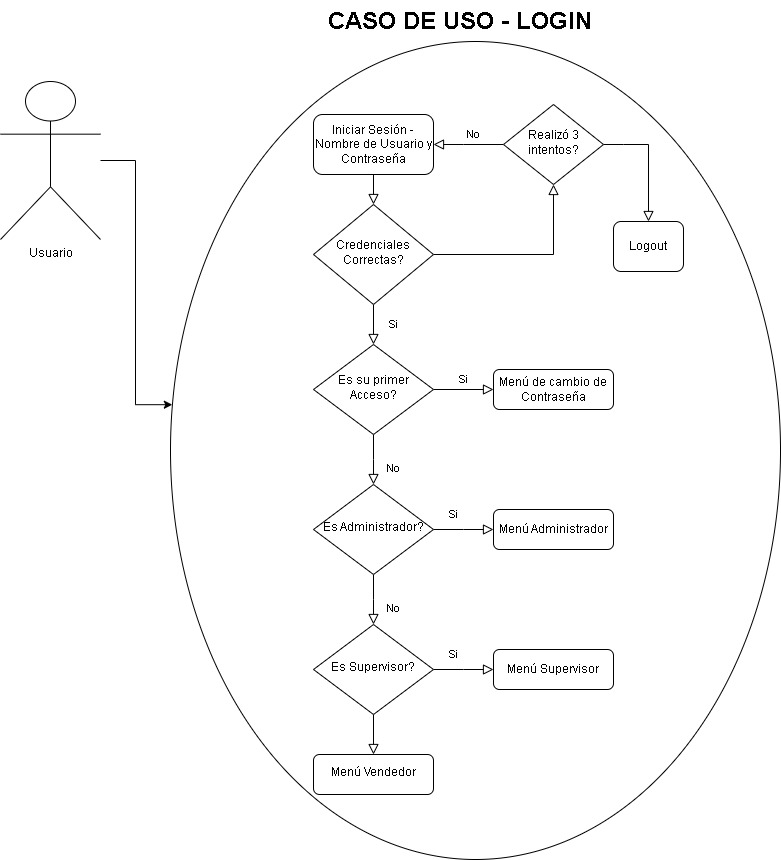 CASO DE USO - LOGIN
Iniciar Sesión -
Nombre de Usuario y
Contraseña
No
Realizó 3
intentos?
Usuario
Credenciales
Correctas?
Logout
Si
Es su primer
Acceso?
Si
Menú de cambio de
Contraseña
No
Es Administrador?
Si
Menú Administrador
No
Es Supervisor?
Si
Menú Supervisor
Menú Vendedor